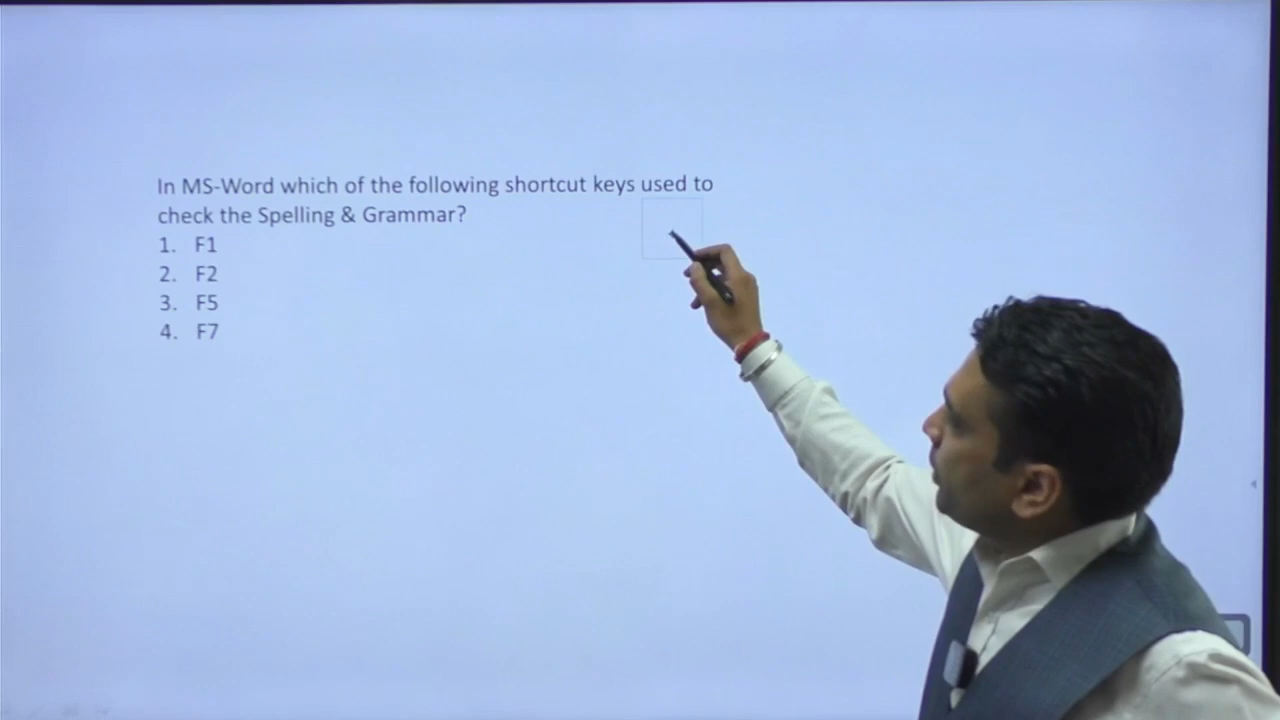 In MS-Word which of the following shortcut keys used to
check the Spelling & Grammar?
1. F1
2. F2
3. F5
4. F7